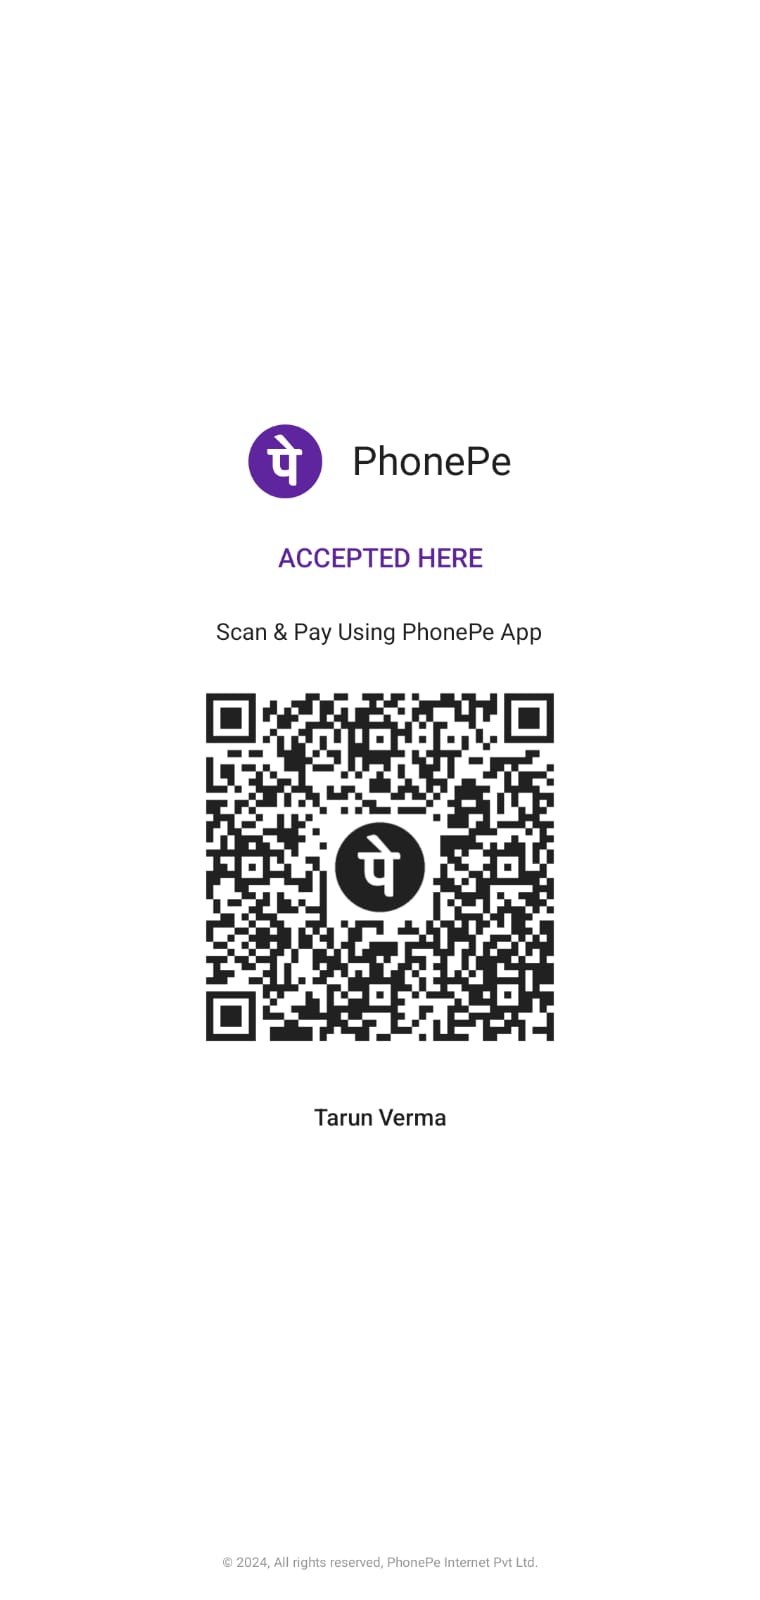 पे PhonePe
ACCEPTED HERE
Scan & Pay Using PhonePe App
पे
Tarun Verma
© 2024, All rights reserved, PhonePe Internet Pvt Ltd.